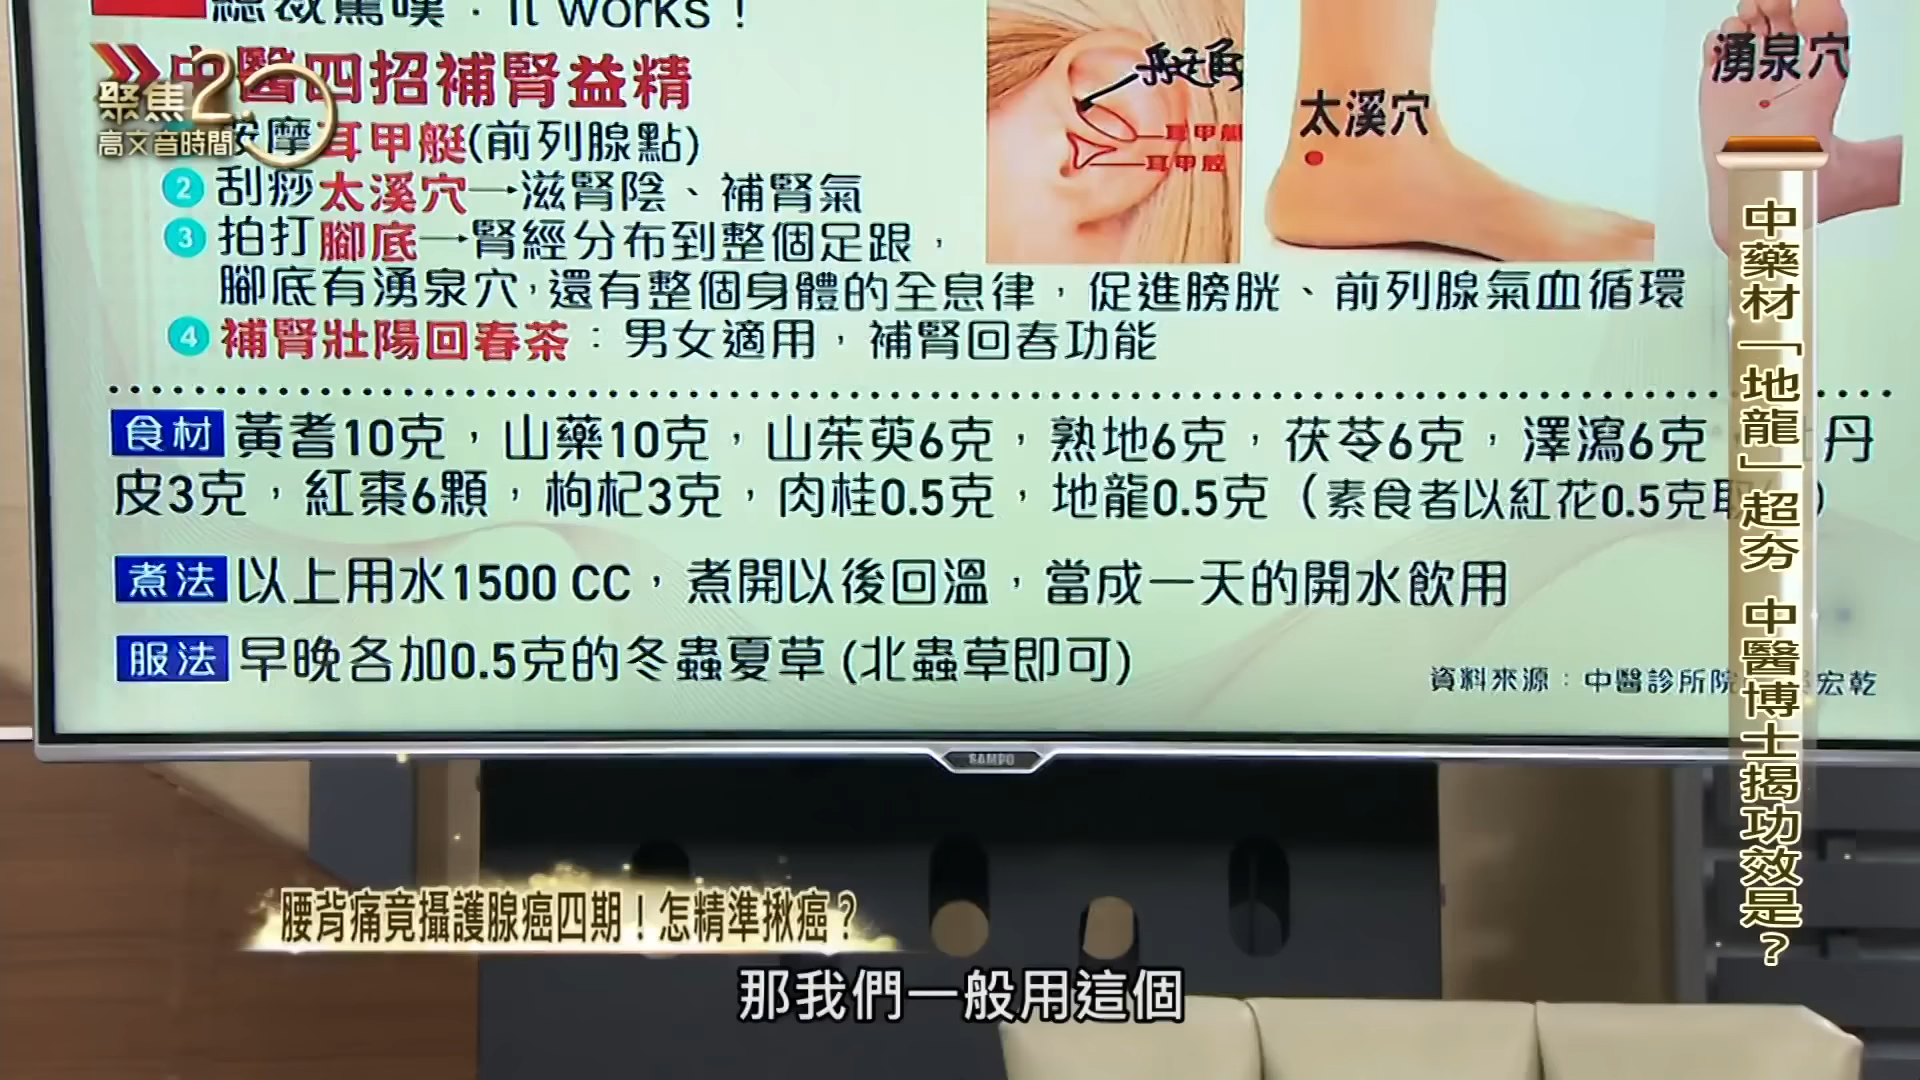 總裁驚嘆：It works！
中醫四招補腎益精
按摩耳甲艇(前列腺點)
2 刮痧太溪穴→滋腎陰、補腎氣
3 拍打腳底→腎經分布到整個足跟，
腳底有湧泉穴，還有整個身體的全息律，促進膀胱、前列腺氣血循環
4 補腎壯陽回春茶：男女適用，補腎回春功能
艇角
耳甲艇
耳甲腔
太溪穴
湧泉穴
食材 黃耆10克，山藥10克，山茱萸6克，熟地6克，茯苓6克，澤瀉6克 丹
皮3克，紅棗6顆，枸杞3克，肉桂0.5克，地龍0.5克（素食者以紅花0.5克取 ）
煮法 以上用水1500 CC，煮開以後回溫，當成一天的開水飲用
服法 早晚各加0.5克的冬蟲夏草(北蟲草即可)
資料來源：中醫診所院 宏乾
SAMPO
聚焦2.0
高文音時間
中藥材「地龍」超夯 中醫博士揭功效是？
腰背痛竟攝護腺癌四期！怎精準揪癌？
那我們一般用這個